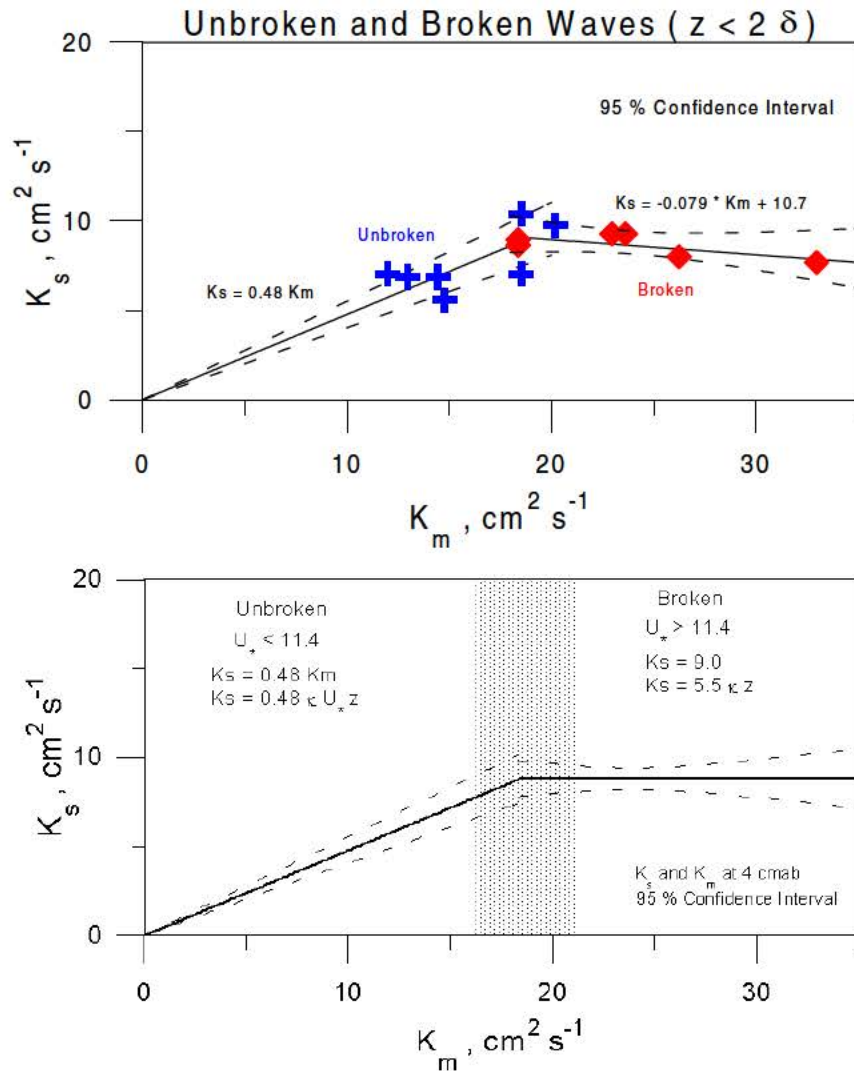 Unbroken and Broken Waves ( z < 2 δ )
20
95 % Confidence Interval
Ks = -0.079 * Km + 10.7
10
Unbroken
Ks = 0.48 Km
Broken
0
K_s , cm² s⁻¹
0 10 20 30
K_m , cm² s⁻¹
20
Unbroken
U_* < 11.4
Ks = 0.48 Km
Ks = 0.48 κ U_* z
Broken
U_* > 11.4
Ks = 9.0
Ks = 5.5 κ z
10
K_s , cm² s⁻¹
K_s and K_m at 4 cmab
95 % Confidence Interval
0
0 10 20 30
K_m , cm² s⁻¹